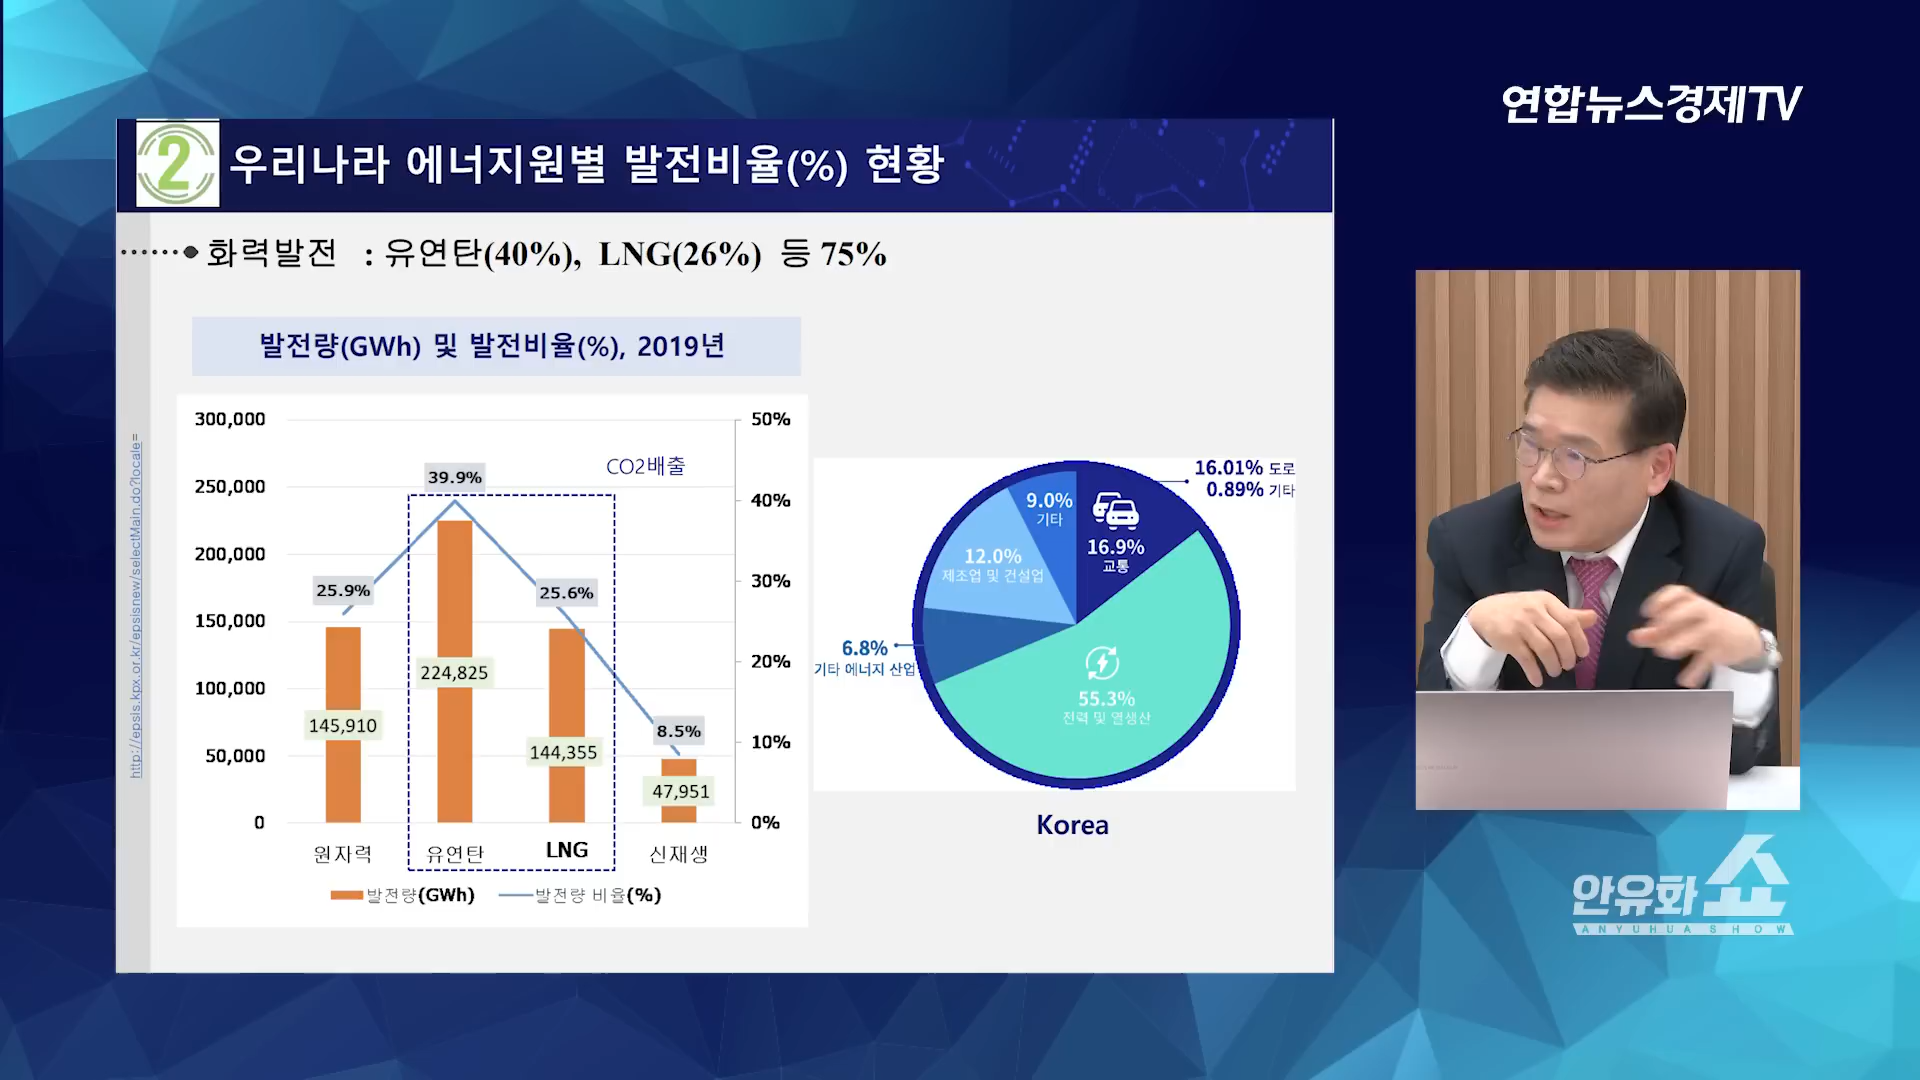 연합뉴스경제TV
2 우리나라 에너지원별 발전비율(%) 현황
화력발전 : 유연탄(40%), LNG(26%) 등 75%
발전량(GWh) 및 발전비율(%), 2019년
http://epsis.kpx.or.kr/epsisnew/selectMain.do?locale=
300,000
250,000
200,000
150,000
100,000
50,000
0
50%
40%
30%
20%
10%
0%
CO2배출
39.9%
25.9%
25.6%
8.5%
224,825
145,910
144,355
47,951
원자력
유연탄
LNG
신재생
발전량(GWh)
발전량 비율(%)
16.01% 도로
0.89% 기타
9.0%
기타
16.9%
교통
12.0%
제조업 및 건설업
6.8%
기타 에너지 산업
55.3%
전력 및 열생산
Korea
안유화쇼
ANYUHUA SHOW